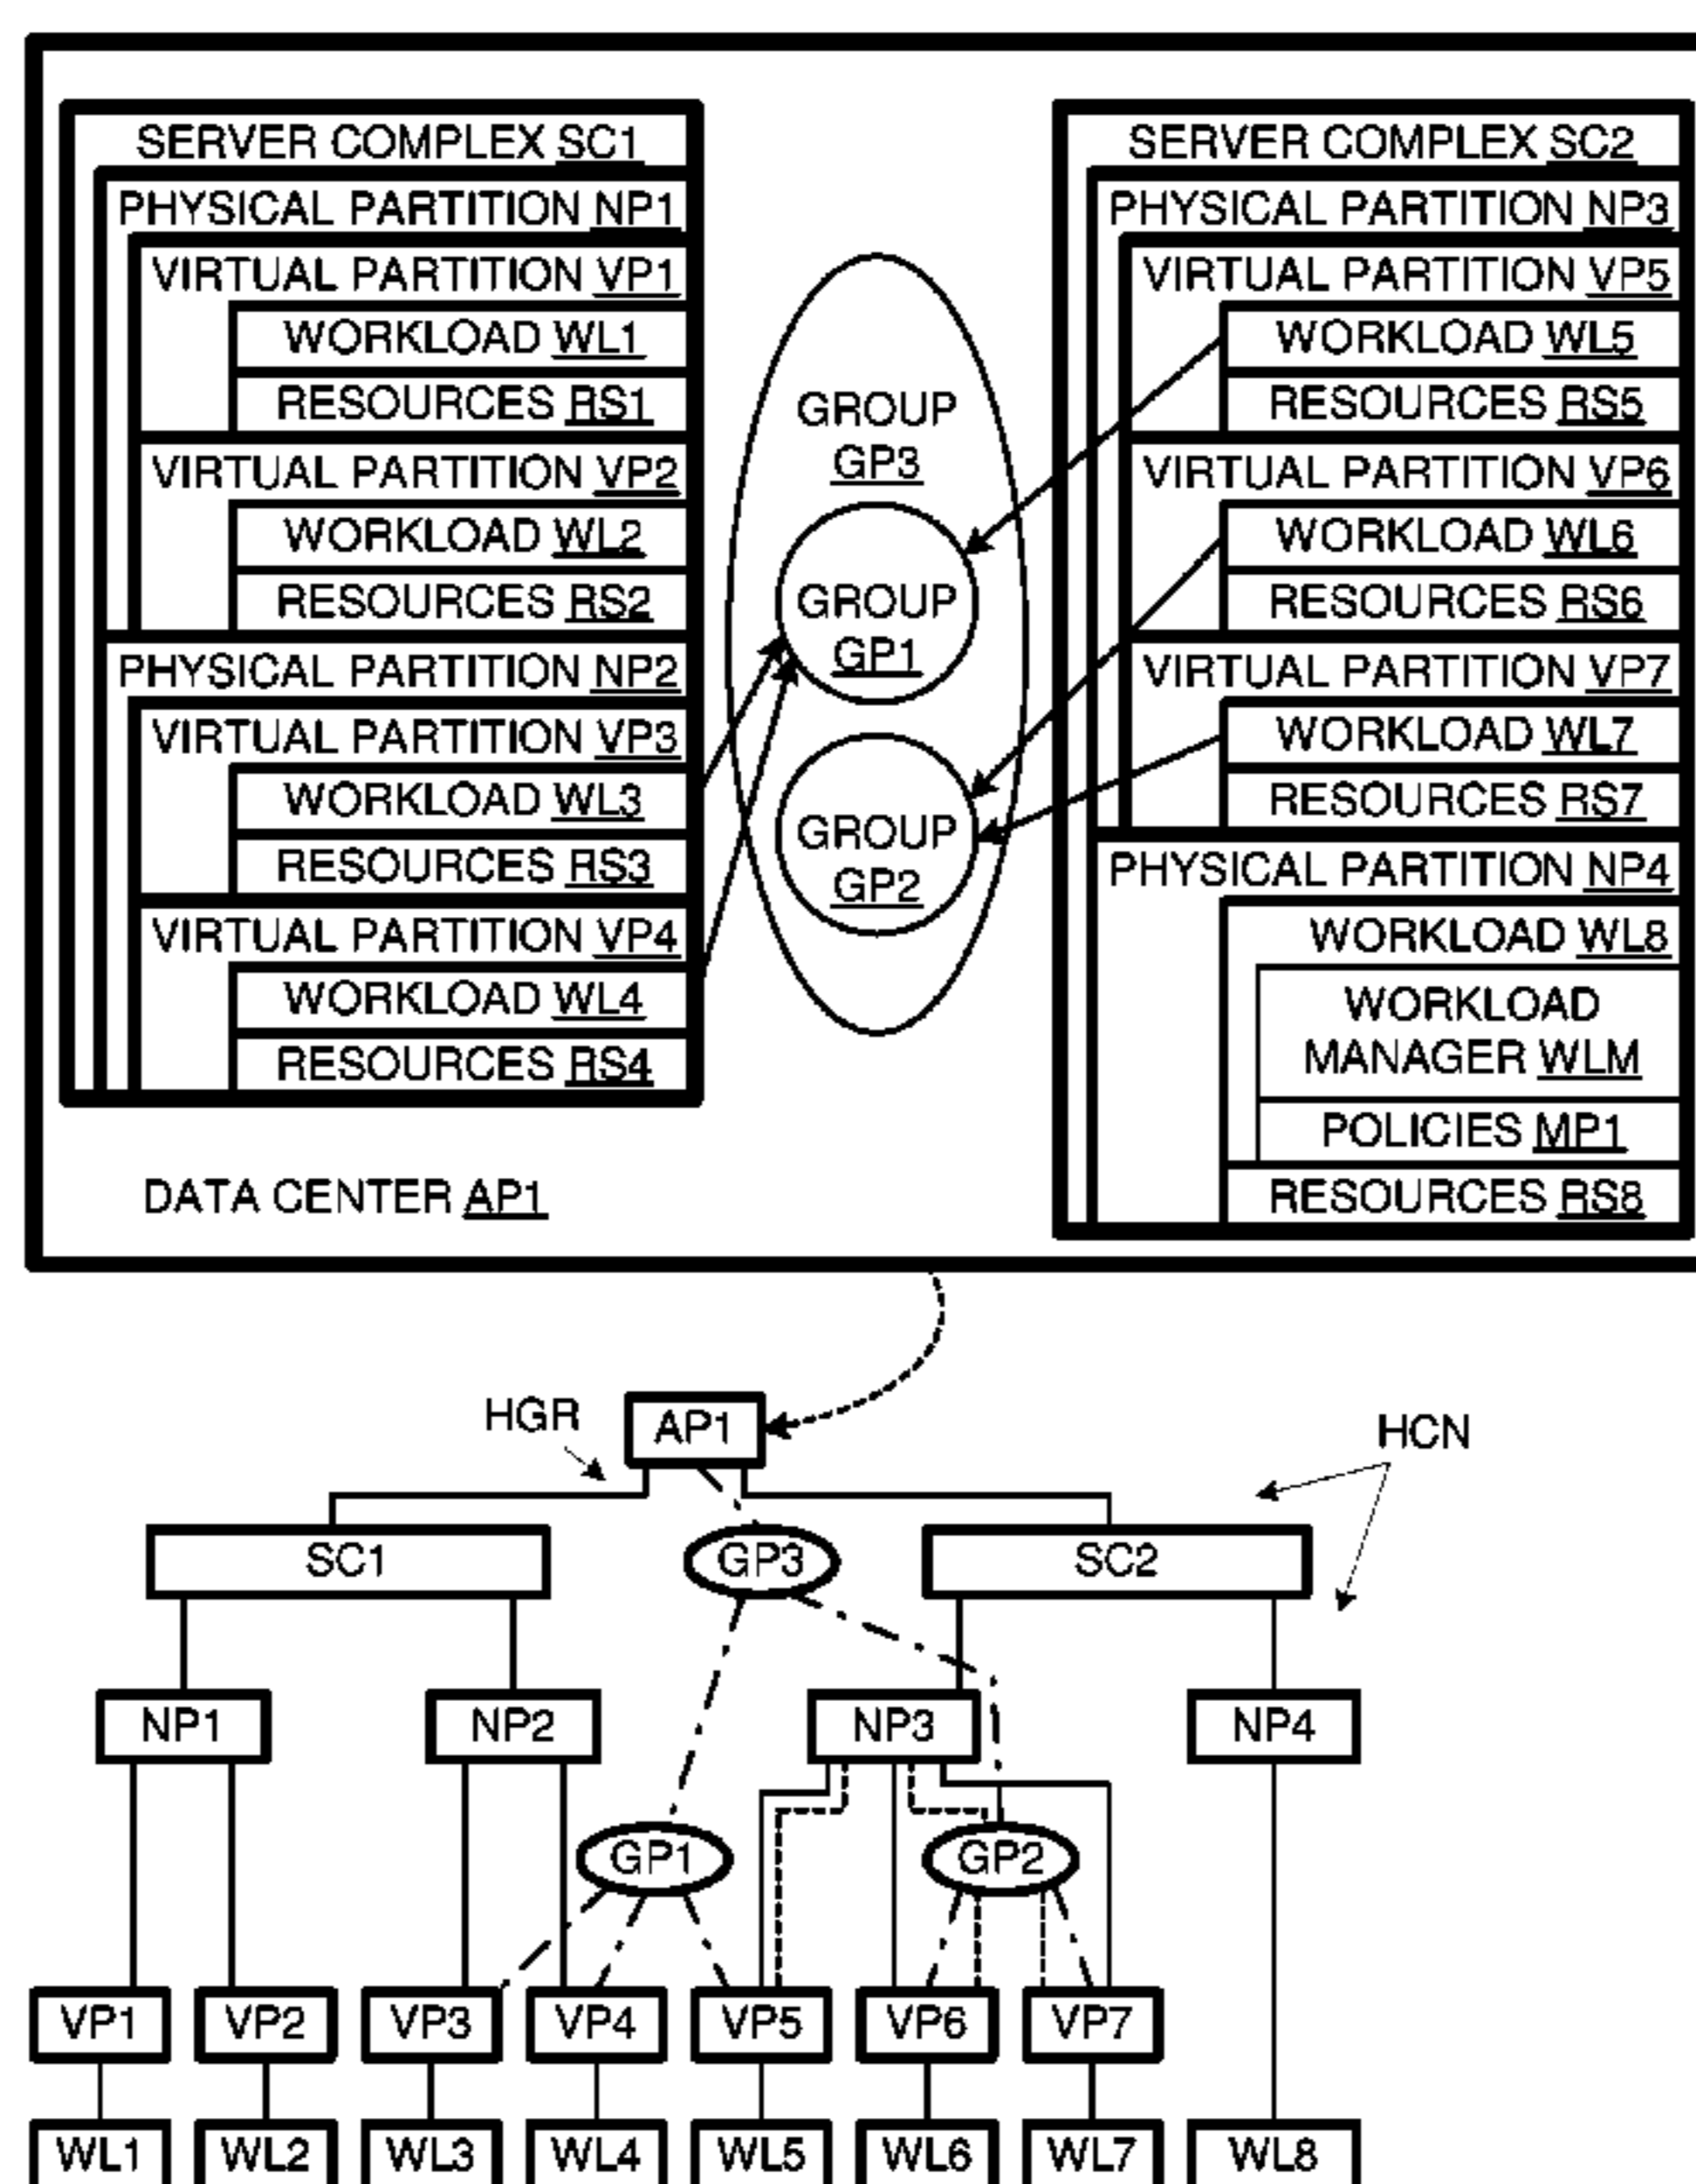 SERVER COMPLEX SC1
PHYSICAL PARTITION NP1
VIRTUAL PARTITION VP1
WORKLOAD WL1
RESOURCES RS1
VIRTUAL PARTITION VP2
WORKLOAD WL2
RESOURCES RS2
PHYSICAL PARTITION NP2
VIRTUAL PARTITION VP3
WORKLOAD WL3
RESOURCES RS3
VIRTUAL PARTITION VP4
WORKLOAD WL4
RESOURCES RS4
DATA CENTER AP1
GROUP
GP3
GROUP
GP1
GROUP
GP2
SERVER COMPLEX SC2
PHYSICAL PARTITION NP3
VIRTUAL PARTITION VP5
WORKLOAD WL5
RESOURCES RS5
VIRTUAL PARTITION VP6
WORKLOAD WL6
RESOURCES RS6
VIRTUAL PARTITION VP7
WORKLOAD WL7
RESOURCES RS7
PHYSICAL PARTITION NP4
WORKLOAD WL8
WORKLOAD
MANAGER WLM
POLICIES MP1
RESOURCES RS8
HGR AP1 HCN
SC1 GP3 SC2
NP1 NP2 NP3 NP4
GP1 GP2
VP1 VP2 VP3 VP4 VP5 VP6 VP7
WL1 WL2 WL3 WL4 WL5 WL6 WL7 WL8